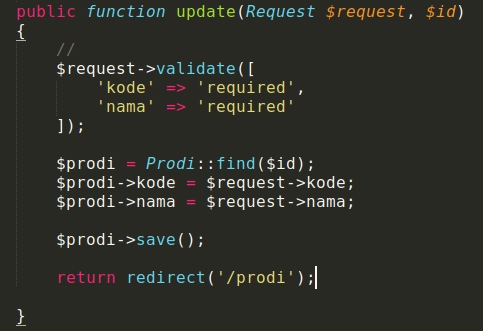 public function update(Request $request, $id)
{
    //
    $request->validate([
        'kode' => 'required',
        'nama' => 'required'
    ]);

    $prodi = Prodi::find($id);
    $prodi->kode = $request->kode;
    $prodi->nama = $request->nama;

    $prodi->save();

    return redirect('/prodi');

}